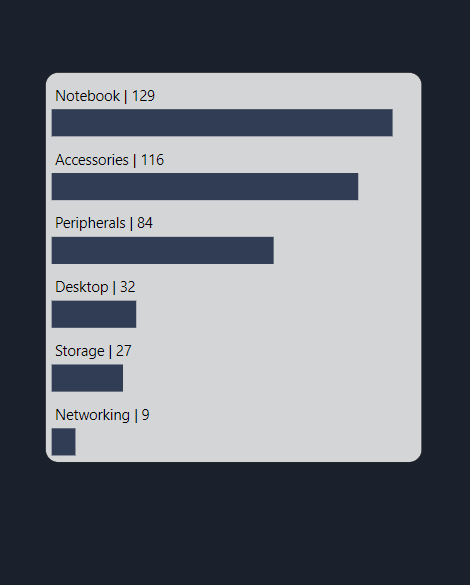 Notebook | 129
Accessories | 116
Peripherals | 84
Desktop | 32
Storage | 27
Networking | 9